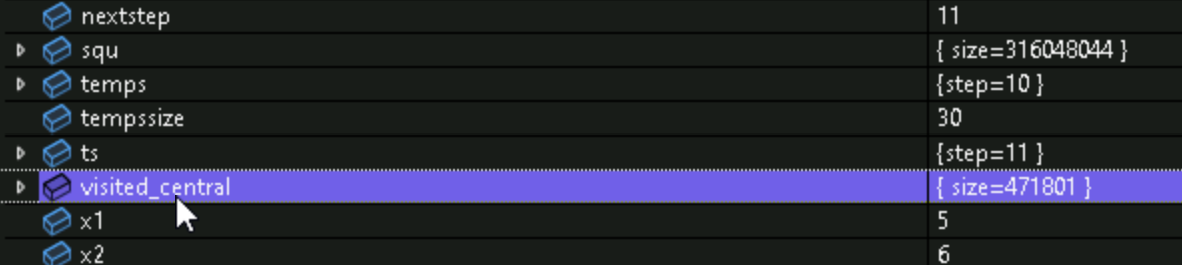 nextstep 11
squ { size=316048044 }
temps {step=10 }
tempssize 30
ts {step=11 }
visited_central { size=471801 }
x1 5
x2 6